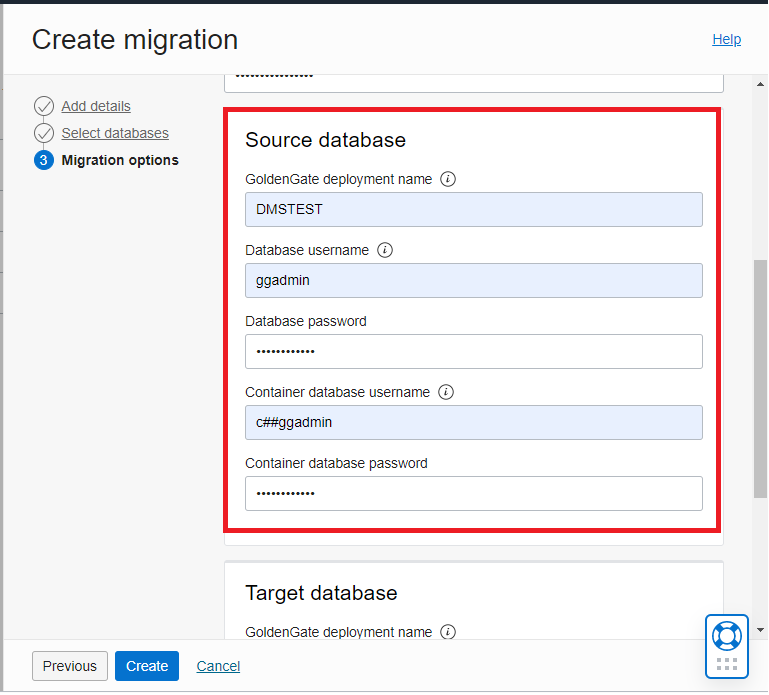 Create migration
Help
Add details
Select databases
3 Migration options
••••••••••••••
Source database
GoldenGate deployment name i
DMSTEST
Database username i
ggadmin
Database password
••••••••••••
Container database username i
c##ggadmin
Container database password
••••••••••••
Target database
GoldenGate deployment name i
Previous
Create
Cancel